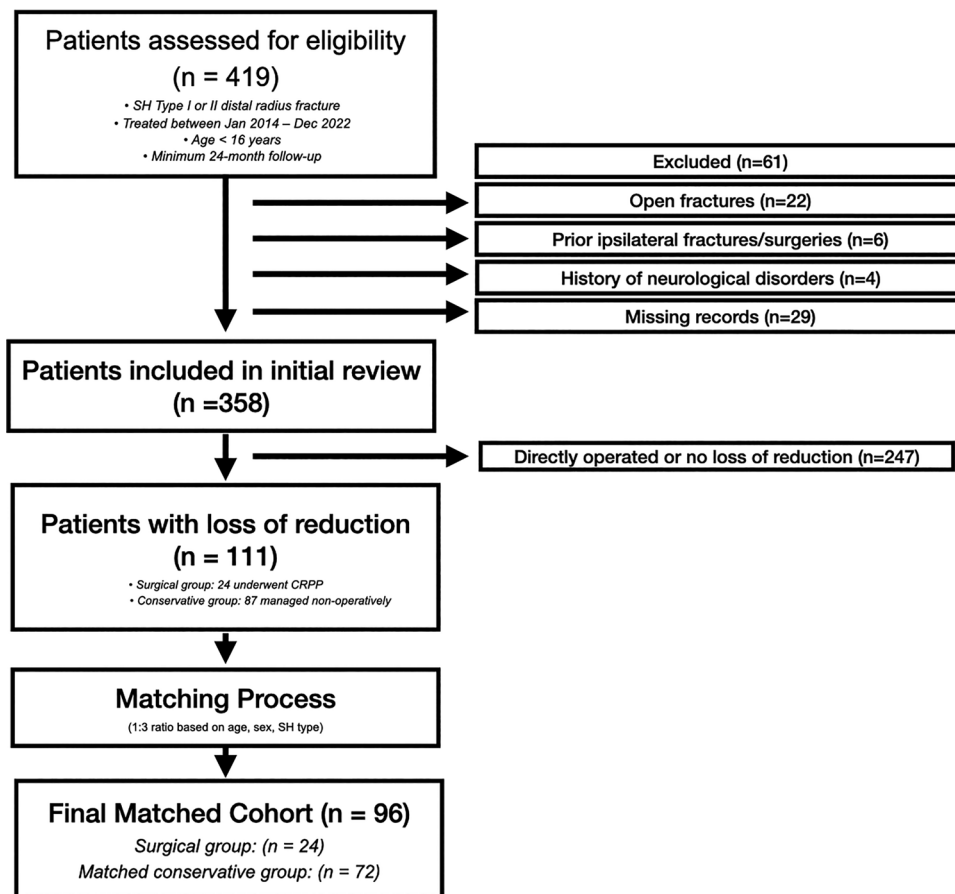 Patients assessed for eligibility
(n = 419)
• SH Type I or II distal radius fracture
• Treated between Jan 2014 – Dec 2022
• Age < 16 years
• Minimum 24-month follow-up
Excluded (n=61)
Open fractures (n=22)
Prior ipsilateral fractures/surgeries (n=6)
History of neurological disorders (n=4)
Missing records (n=29)
Patients included in initial review
(n =358)
Directly operated or no loss of reduction (n=247)
Patients with loss of reduction
(n = 111)
• Surgical group: 24 underwent CRPP
• Conservative group: 87 managed non-operatively
Matching Process
(1:3 ratio based on age, sex, SH type)
Final Matched Cohort (n = 96)
Surgical group: (n = 24)
Matched conservative group: (n = 72)